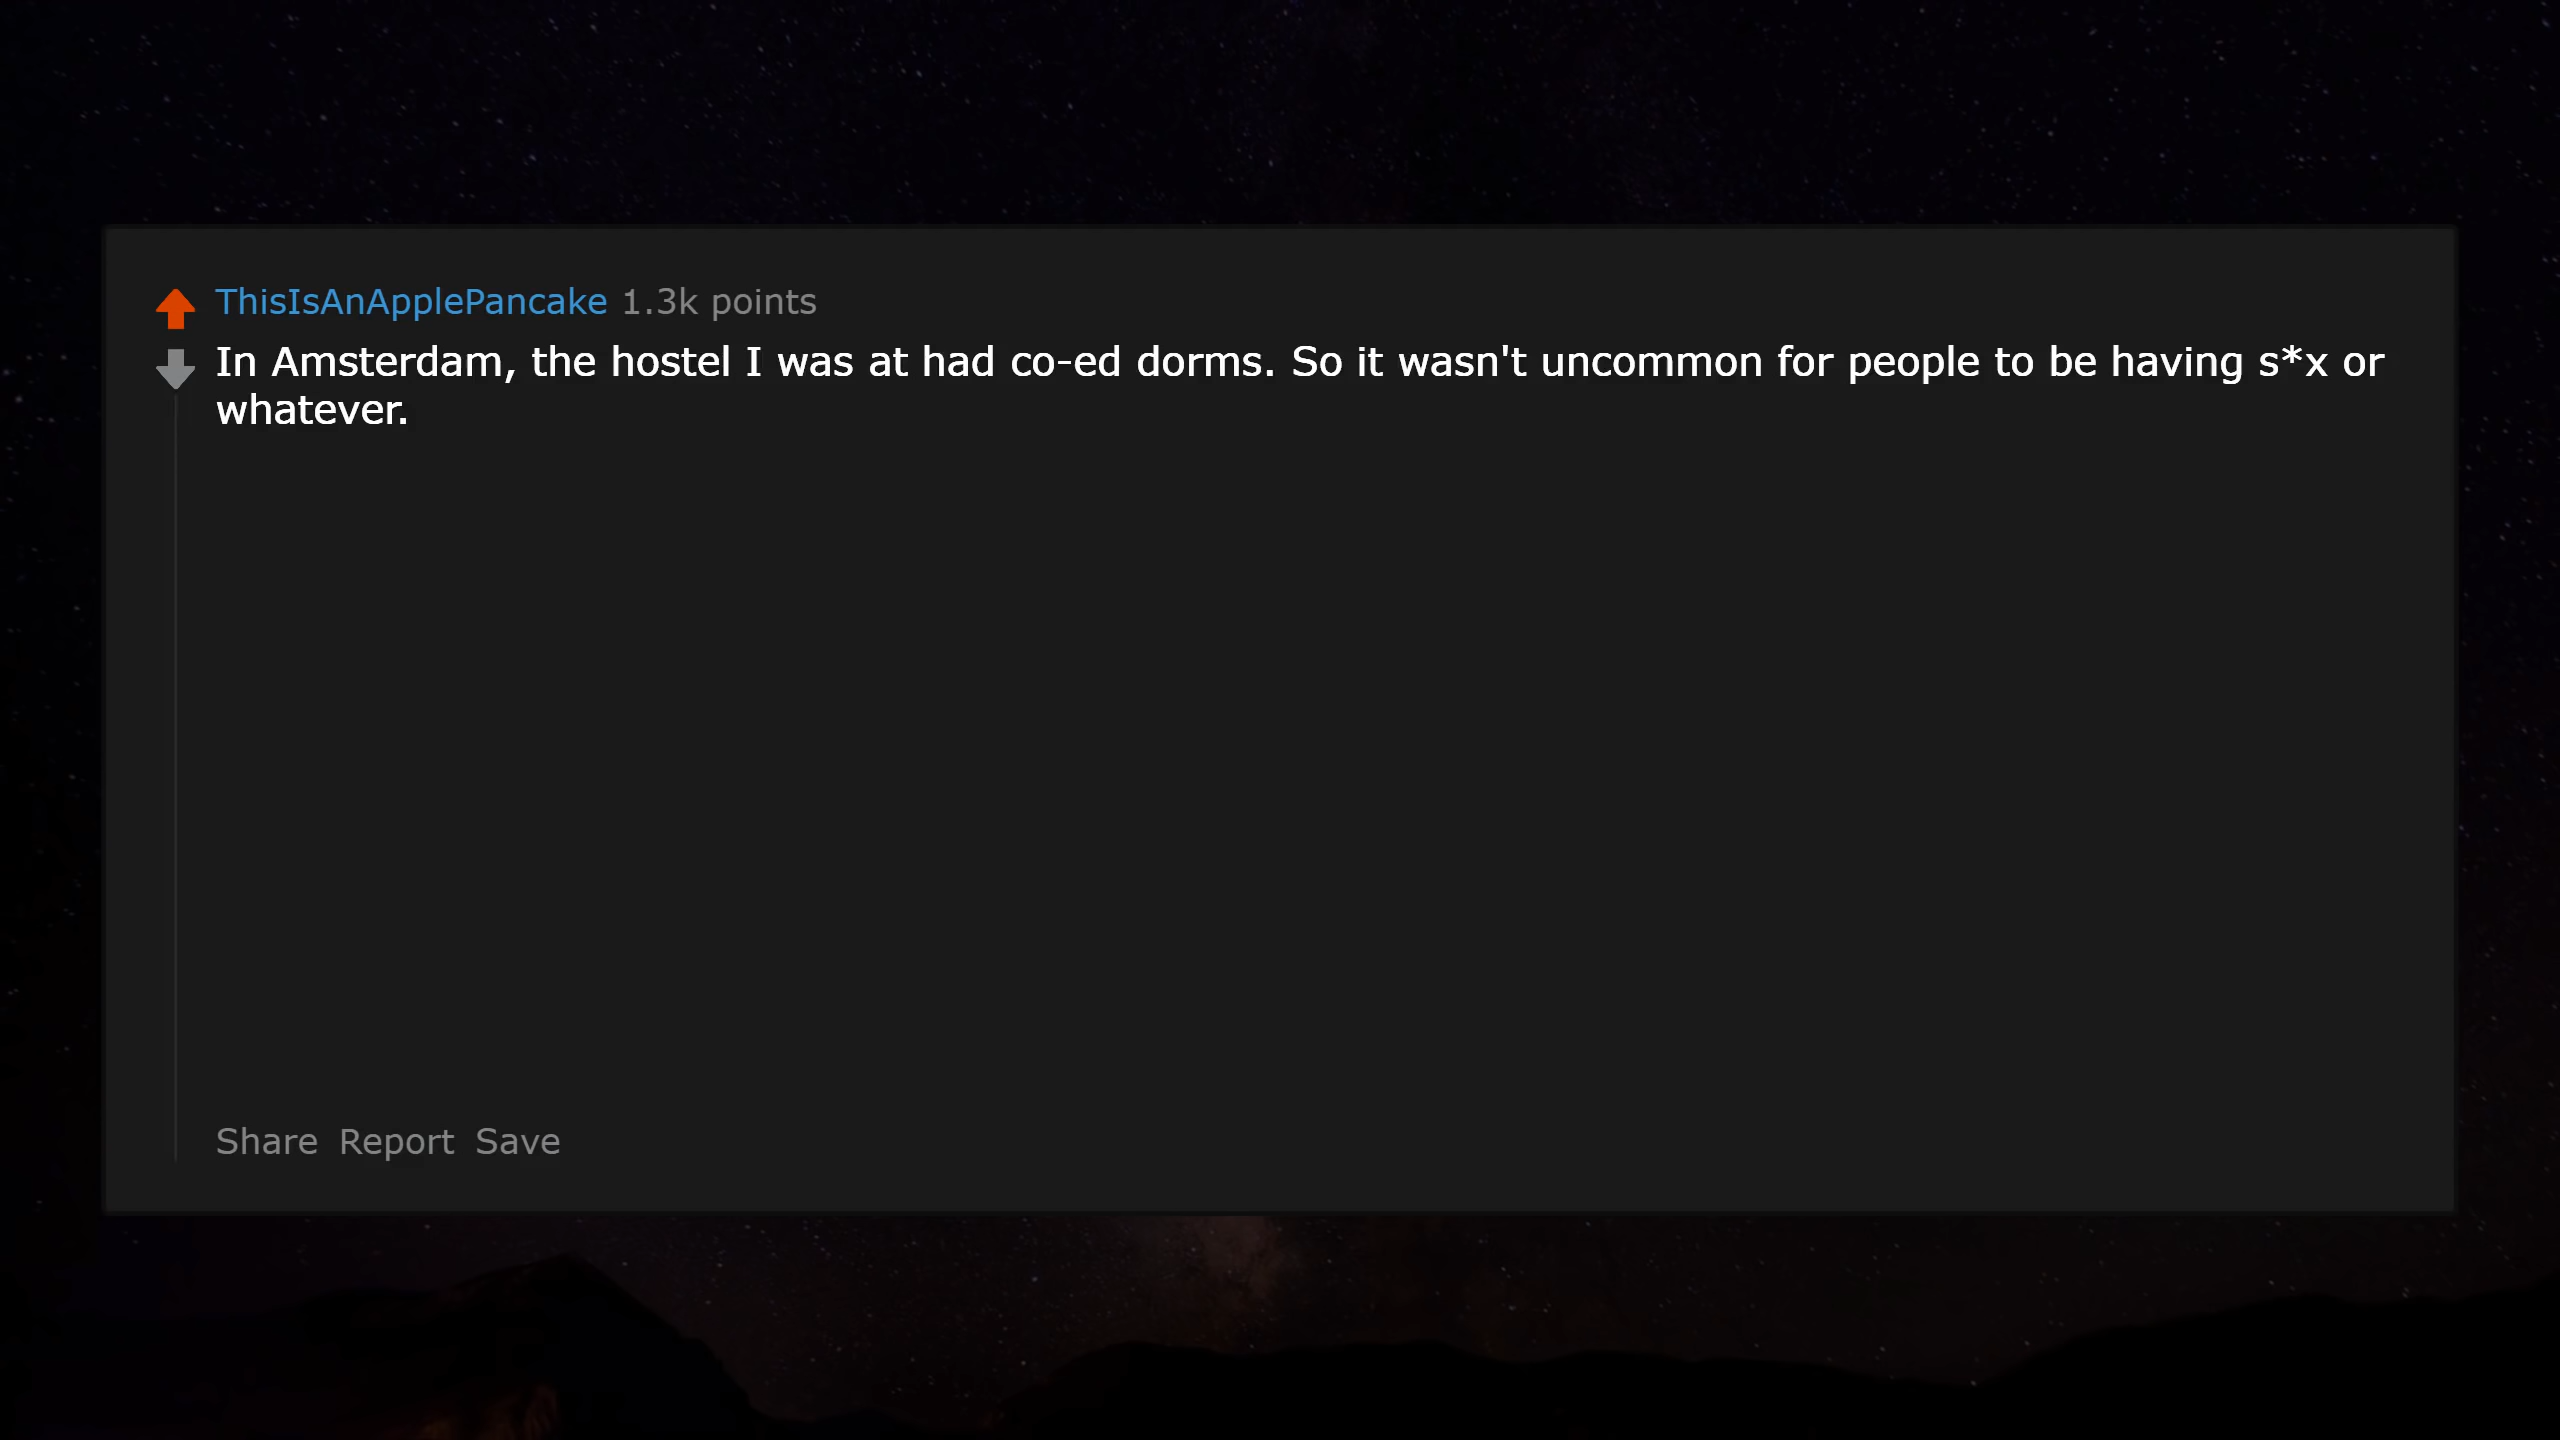 ThisIsAnApplePancake 1.3k points
In Amsterdam, the hostel I was at had co-ed dorms. So it wasn't uncommon for people to be having s*x or
whatever.
Share Report Save